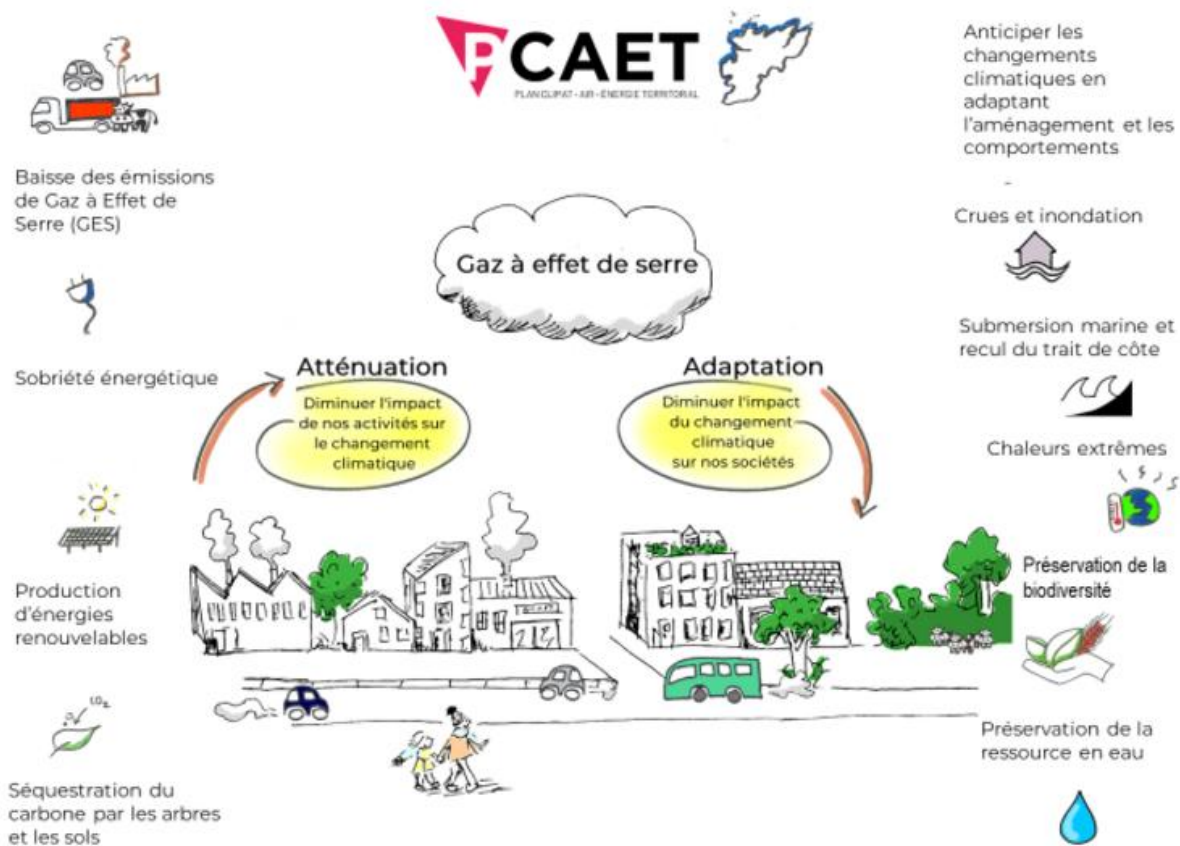 PCAET
PLAN CLIMAT - AIR - ÉNERGIE TERRITORIAL
Baisse des émissions
de Gaz à Effet de
Serre (GES)
Sobriété énergétique
Production
d'énergies
renouvelables
CO2
Séquestration du
carbone par les arbres
et les sols
Gaz à effet de serre
Atténuation
Diminuer l'impact
de nos activités sur
le changement
climatique
Adaptation
Diminuer l'impact
du changement
climatique
sur nos sociétés
Anticiper les
changements
climatiques en
adaptant
l'aménagement et les
comportements
-
Crues et inondation
Submersion marine et
recul du trait de côte
Chaleurs extrêmes
Préservation de la
biodiversité
Préservation de la
ressource en eau